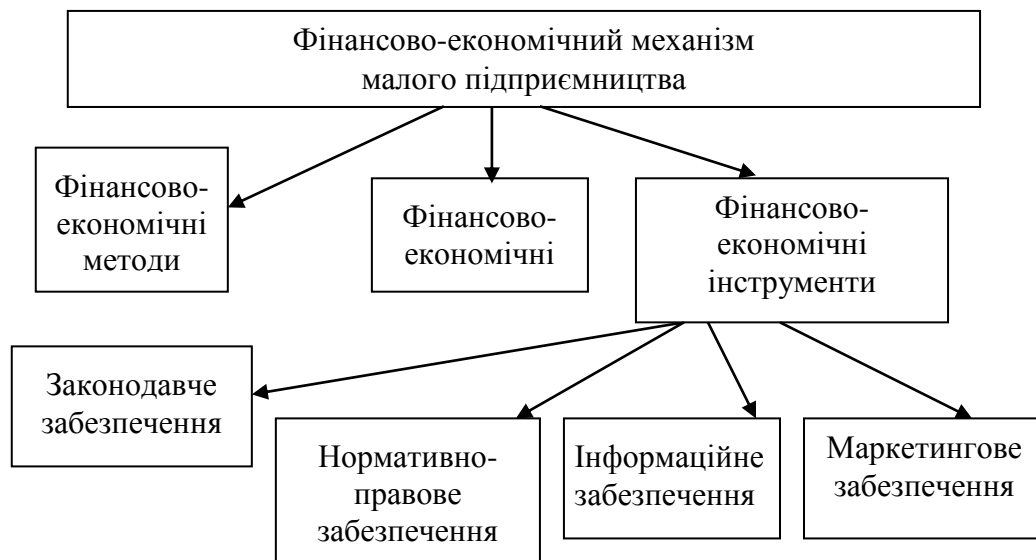 Фінансово-економічний механізм
малого підприємництва
Фінансово-
економічні
методи
Фінансово-
економічні
Фінансово-
економічні
інструменти
Законодавче
забезпечення
Нормативно-
правове
забезпечення
Інформаційне
забезпечення
Маркетингове
забезпечення